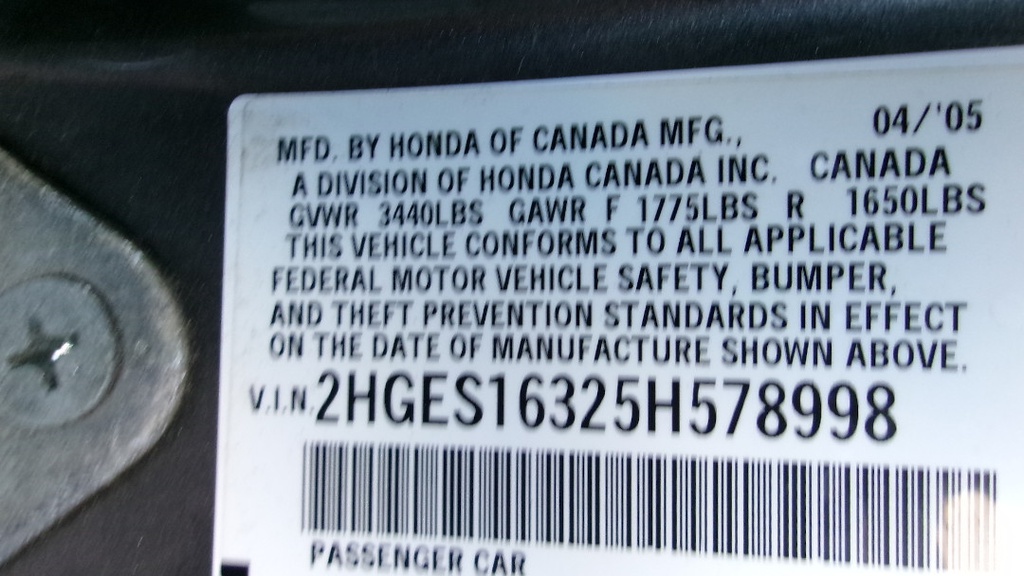 04/'05
MFD. BY HONDA OF CANADA MFG.,
A DIVISION OF HONDA CANADA INC. CANADA
GVWR 3440LBS GAWR F 1775LBS R 1650LBS
THIS VEHICLE CONFORMS TO ALL APPLICABLE
FEDERAL MOTOR VEHICLE SAFETY, BUMPER,
AND THEFT PREVENTION STANDARDS IN EFFECT
ON THE DATE OF MANUFACTURE SHOWN ABOVE.
V.I.N. 2HGES16325H578998
PASSENGER CAR